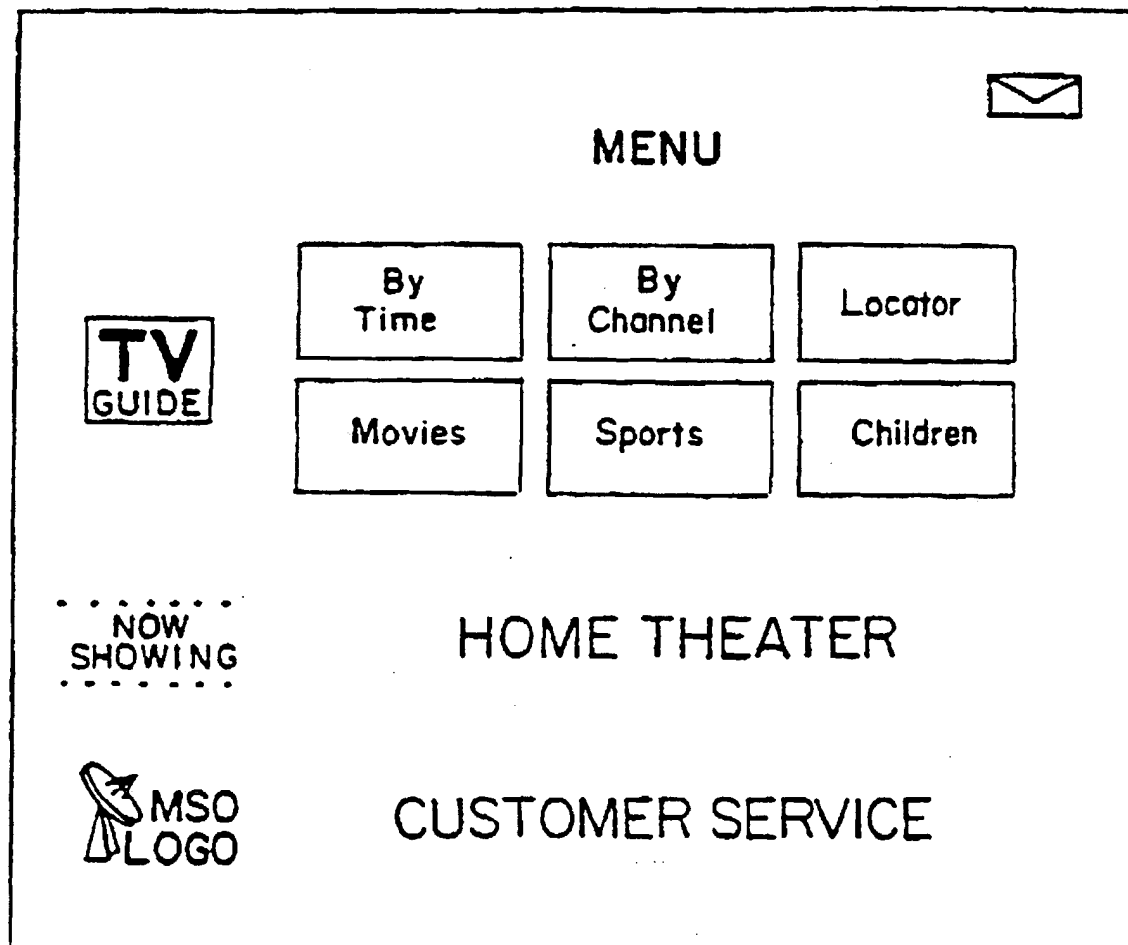 MENU
By
Time
By
Channel
Locator
TV
GUIDE
Movies
Sports
Children
NOW
SHOWING
HOME THEATER
MSO
LOGO
CUSTOMER SERVICE